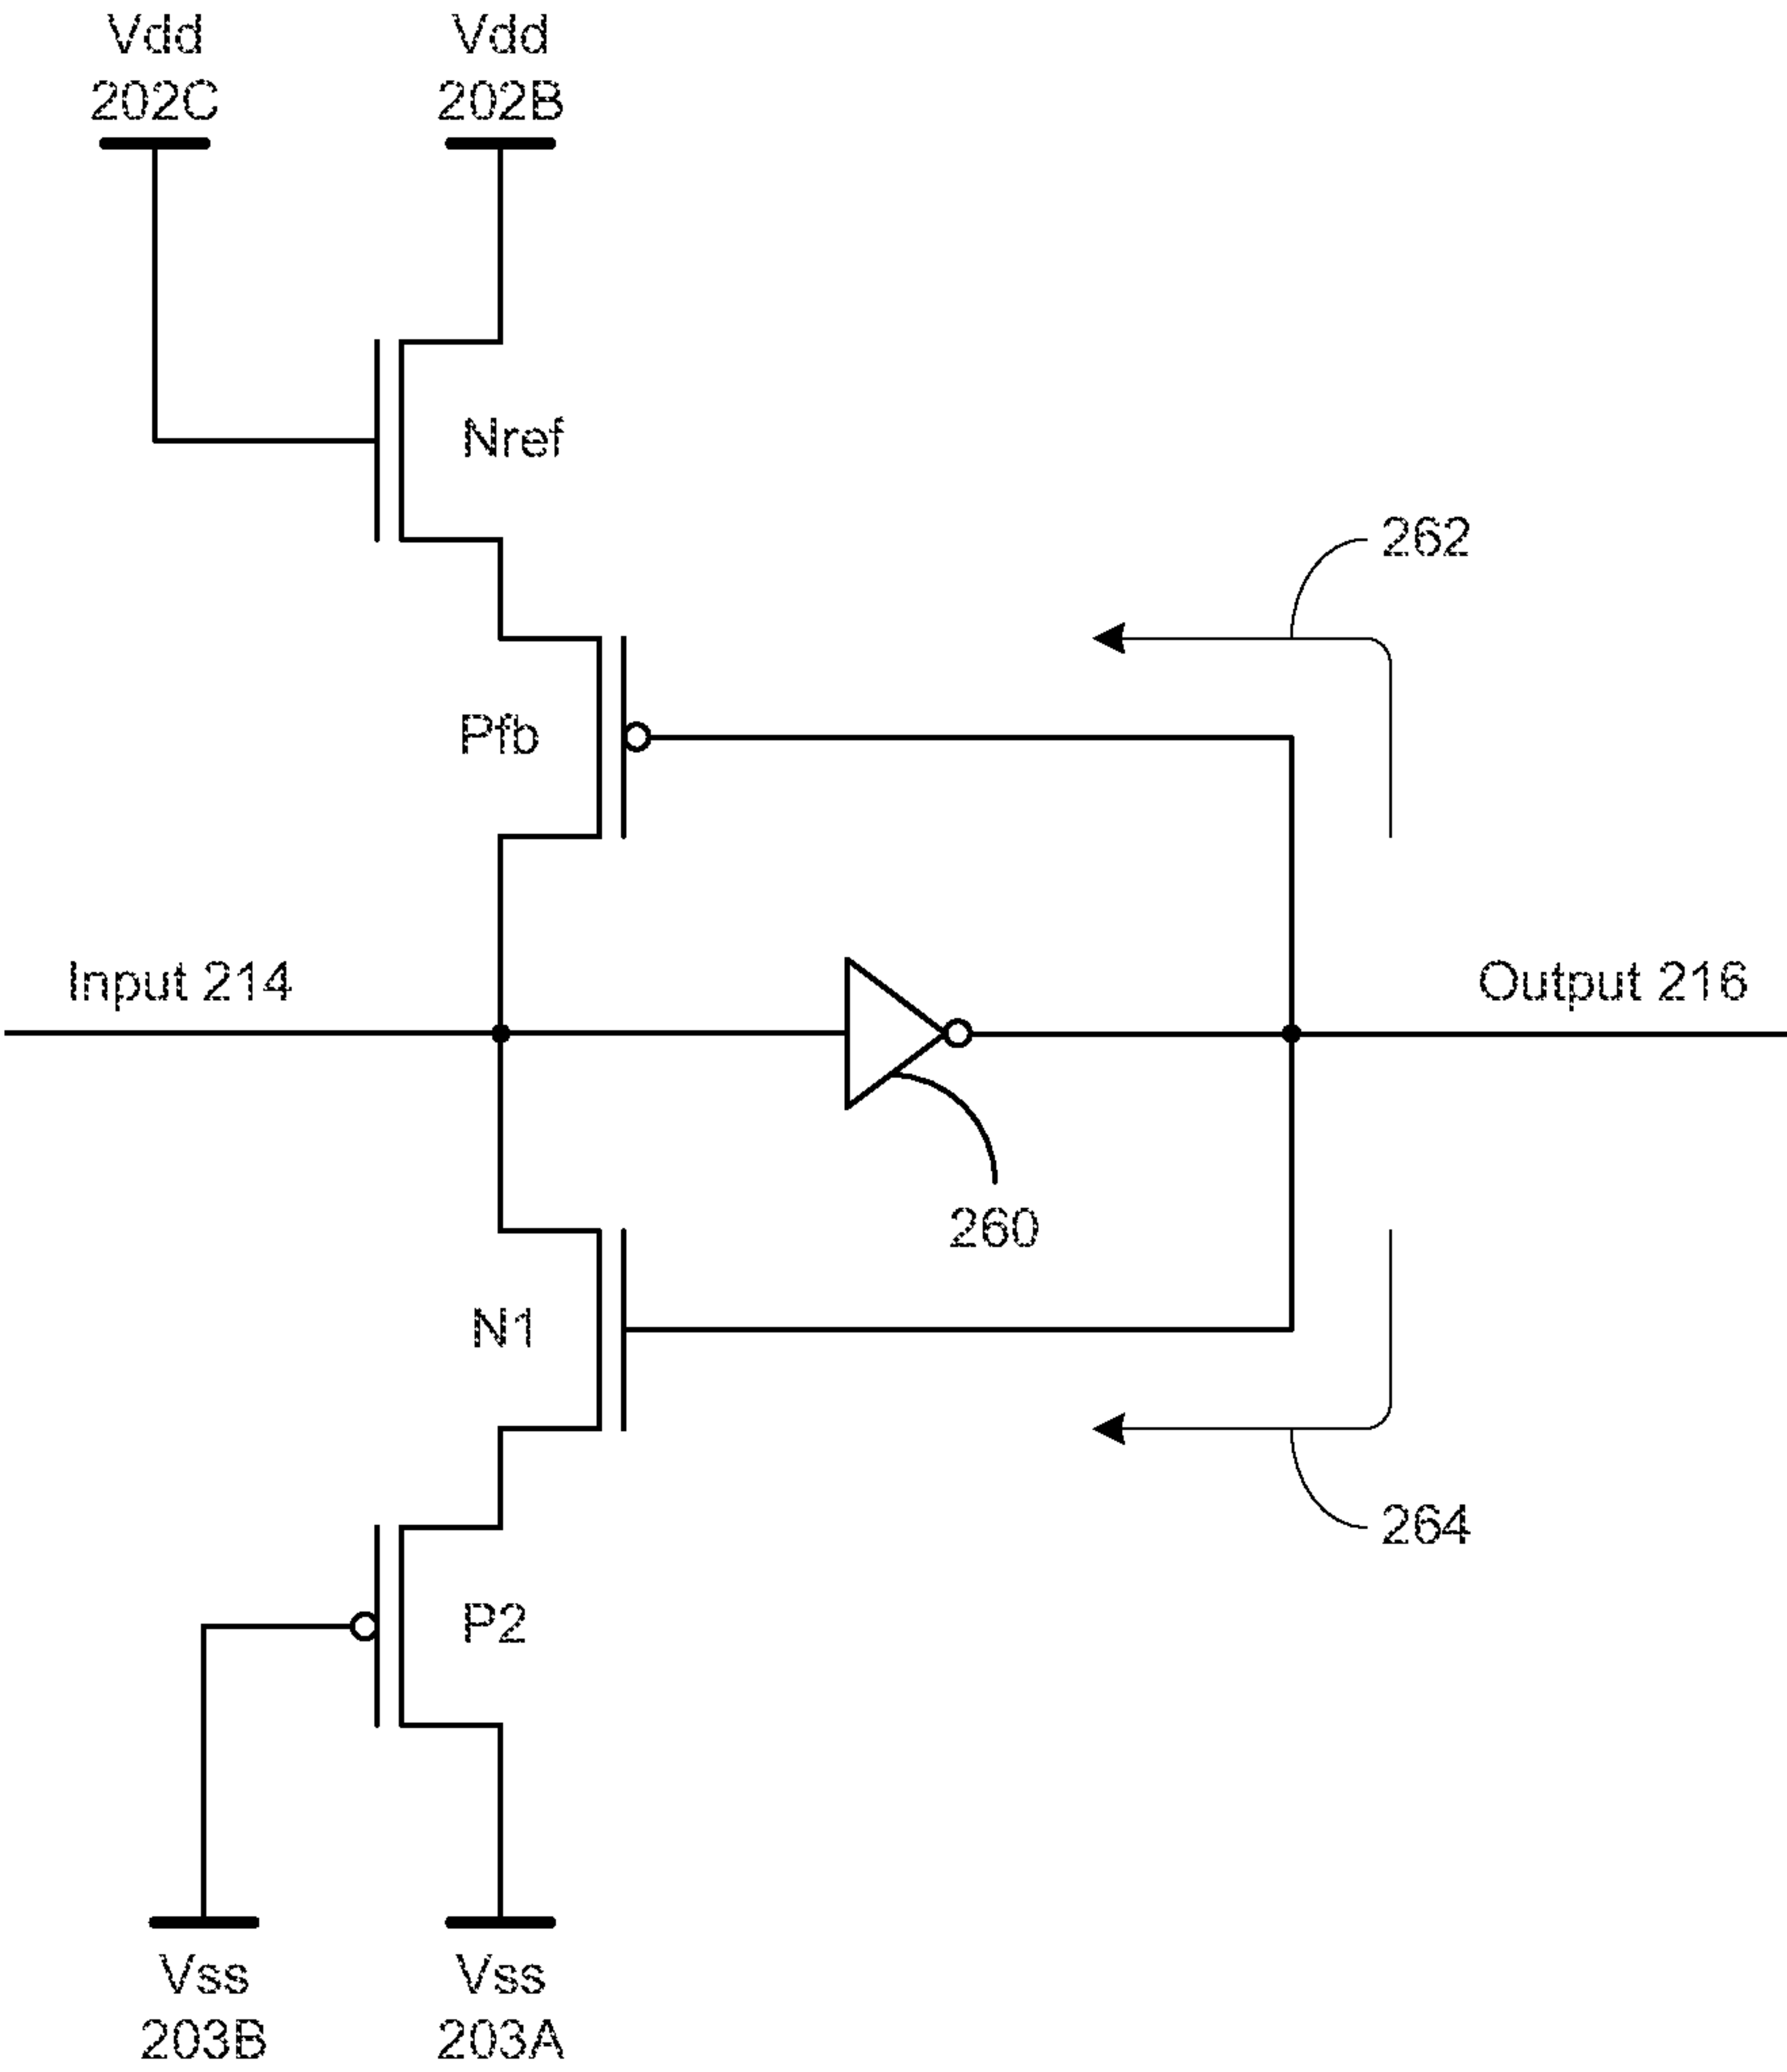 Vdd
202C
Vdd
202B
Nref
262
Pfb
Input 214
Output 216
260
N1
264
P2
Vss
203B
Vss
203A